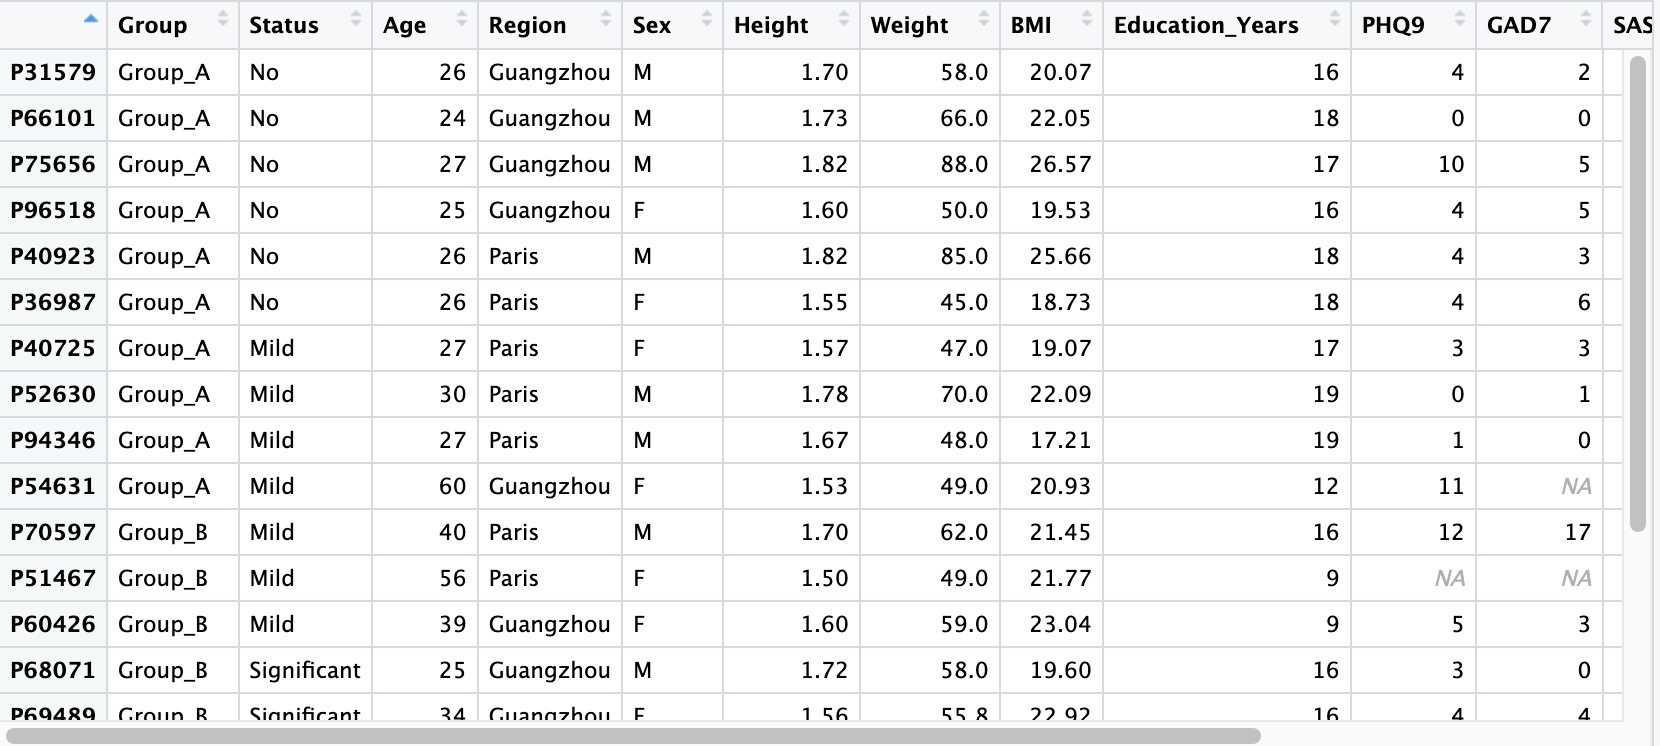 Group Status Age Region Sex Height Weight BMI Education_Years PHQ9 GAD7 SAS
P31579 Group_A No 26 Guangzhou M 1.70 58.0 20.07 16 4 2
P66101 Group_A No 24 Guangzhou M 1.73 66.0 22.05 18 0 0
P75656 Group_A No 27 Guangzhou M 1.82 88.0 26.57 17 10 5
P96518 Group_A No 25 Guangzhou F 1.60 50.0 19.53 16 4 5
P40923 Group_A No 26 Paris M 1.82 85.0 25.66 18 4 3
P36987 Group_A No 26 Paris F 1.55 45.0 18.73 18 4 6
P40725 Group_A Mild 27 Paris F 1.57 47.0 19.07 17 3 3
P52630 Group_A Mild 30 Paris M 1.78 70.0 22.09 19 0 1
P94346 Group_A Mild 27 Paris M 1.67 48.0 17.21 19 1 0
P54631 Group_A Mild 60 Guangzhou F 1.53 49.0 20.93 12 11 NA
P70597 Group_B Mild 40 Paris M 1.70 62.0 21.45 16 12 17
P51467 Group_B Mild 56 Paris F 1.50 49.0 21.77 9 NA NA
P60426 Group_B Mild 39 Guangzhou F 1.60 59.0 23.04 9 5 3
P68071 Group_B Significant 25 Guangzhou M 1.72 58.0 19.60 16 3 0
P69489 Group_B Significant 34 Guangzhou F 1.56 55.8 22.92 16 4 4